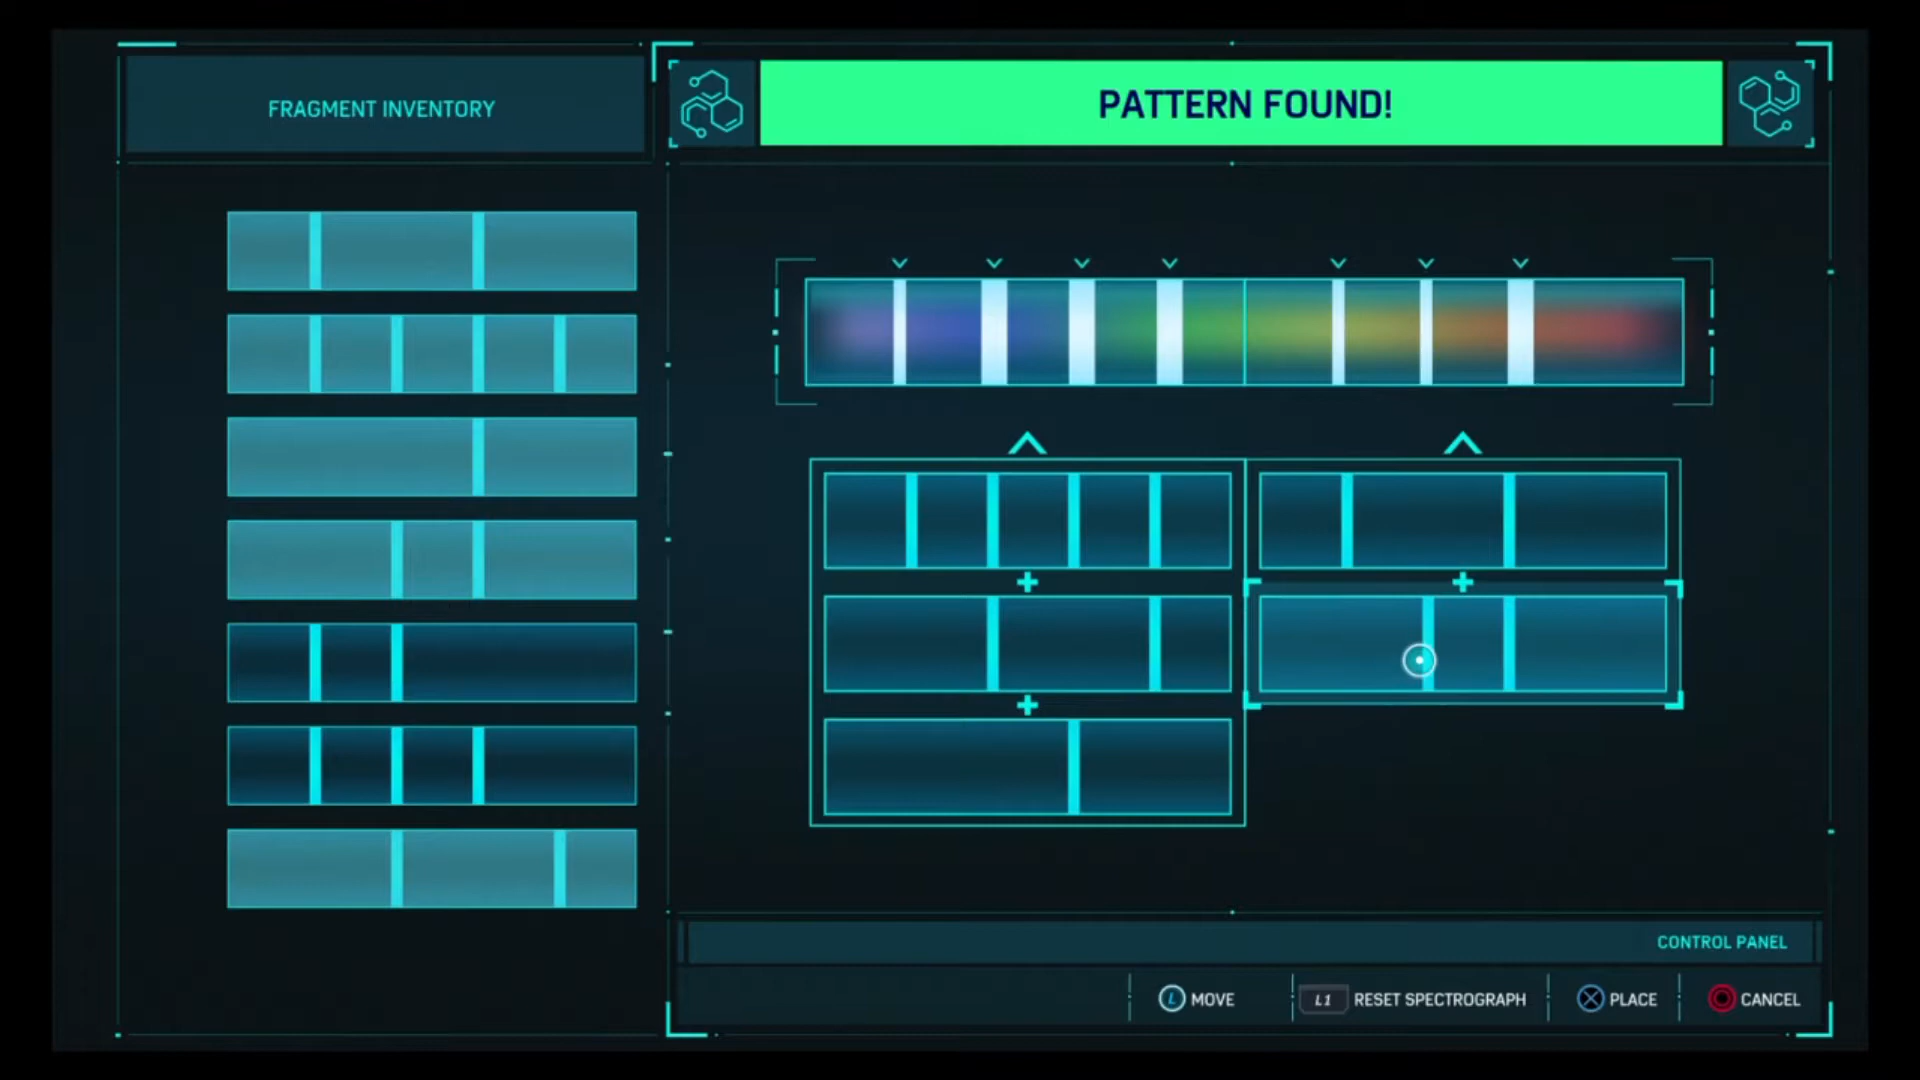 FRAGMENT INVENTORY
PATTERN FOUND!
CONTROL PANEL
L MOVE
L1 RESET SPECTROGRAPH
PLACE
CANCEL